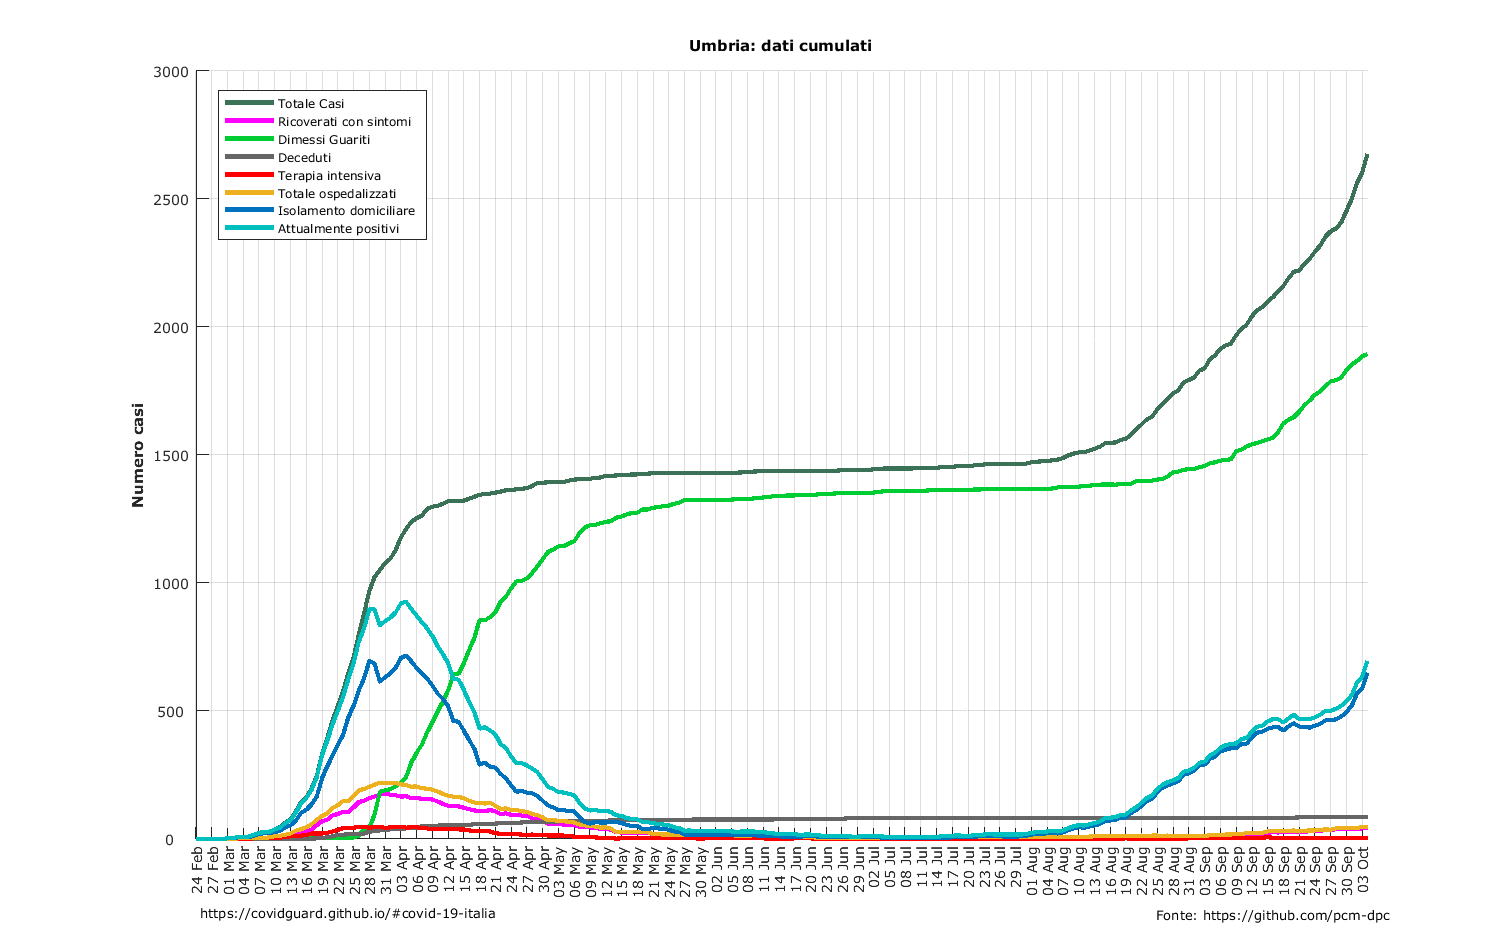 Umbria: dati cumulati
Numero casi
3000
2500
2000
1500
1000
500
0
Totale Casi
Ricoverati con sintomi
Dimessi Guariti
Deceduti
Terapia intensiva
Totale ospedalizzati
Isolamento domiciliare
Attualmente positivi
24 Feb
27 Feb
01 Mar
04 Mar
07 Mar
10 Mar
13 Mar
16 Mar
19 Mar
22 Mar
25 Mar
28 Mar
31 Mar
03 Apr
06 Apr
09 Apr
12 Apr
15 Apr
18 Apr
21 Apr
24 Apr
27 Apr
30 Apr
03 May
06 May
09 May
12 May
15 May
18 May
21 May
24 May
27 May
30 May
02 Jun
05 Jun
08 Jun
11 Jun
14 Jun
17 Jun
20 Jun
23 Jun
26 Jun
29 Jun
02 Jul
05 Jul
08 Jul
11 Jul
14 Jul
17 Jul
20 Jul
23 Jul
26 Jul
29 Jul
01 Aug
04 Aug
07 Aug
10 Aug
13 Aug
16 Aug
19 Aug
22 Aug
25 Aug
28 Aug
31 Aug
03 Sep
06 Sep
09 Sep
12 Sep
15 Sep
18 Sep
21 Sep
24 Sep
27 Sep
30 Sep
03 Oct
https://covidguard.github.io/#covid-19-italia
Fonte: https://github.com/pcm-dpc